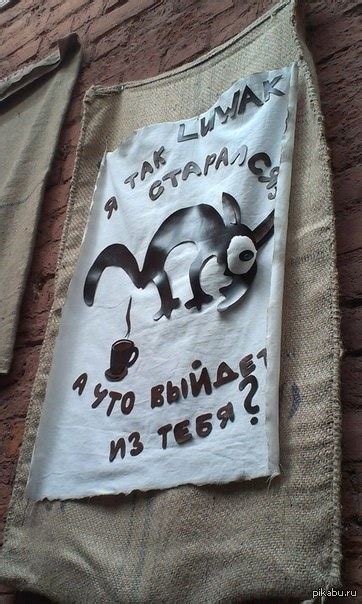 LUWAK
Я ТАК
СТАРАЛСЯ
А ЧТО ВЫЙДЕТ
ИЗ ТЕБЯ?
pikabu.ru